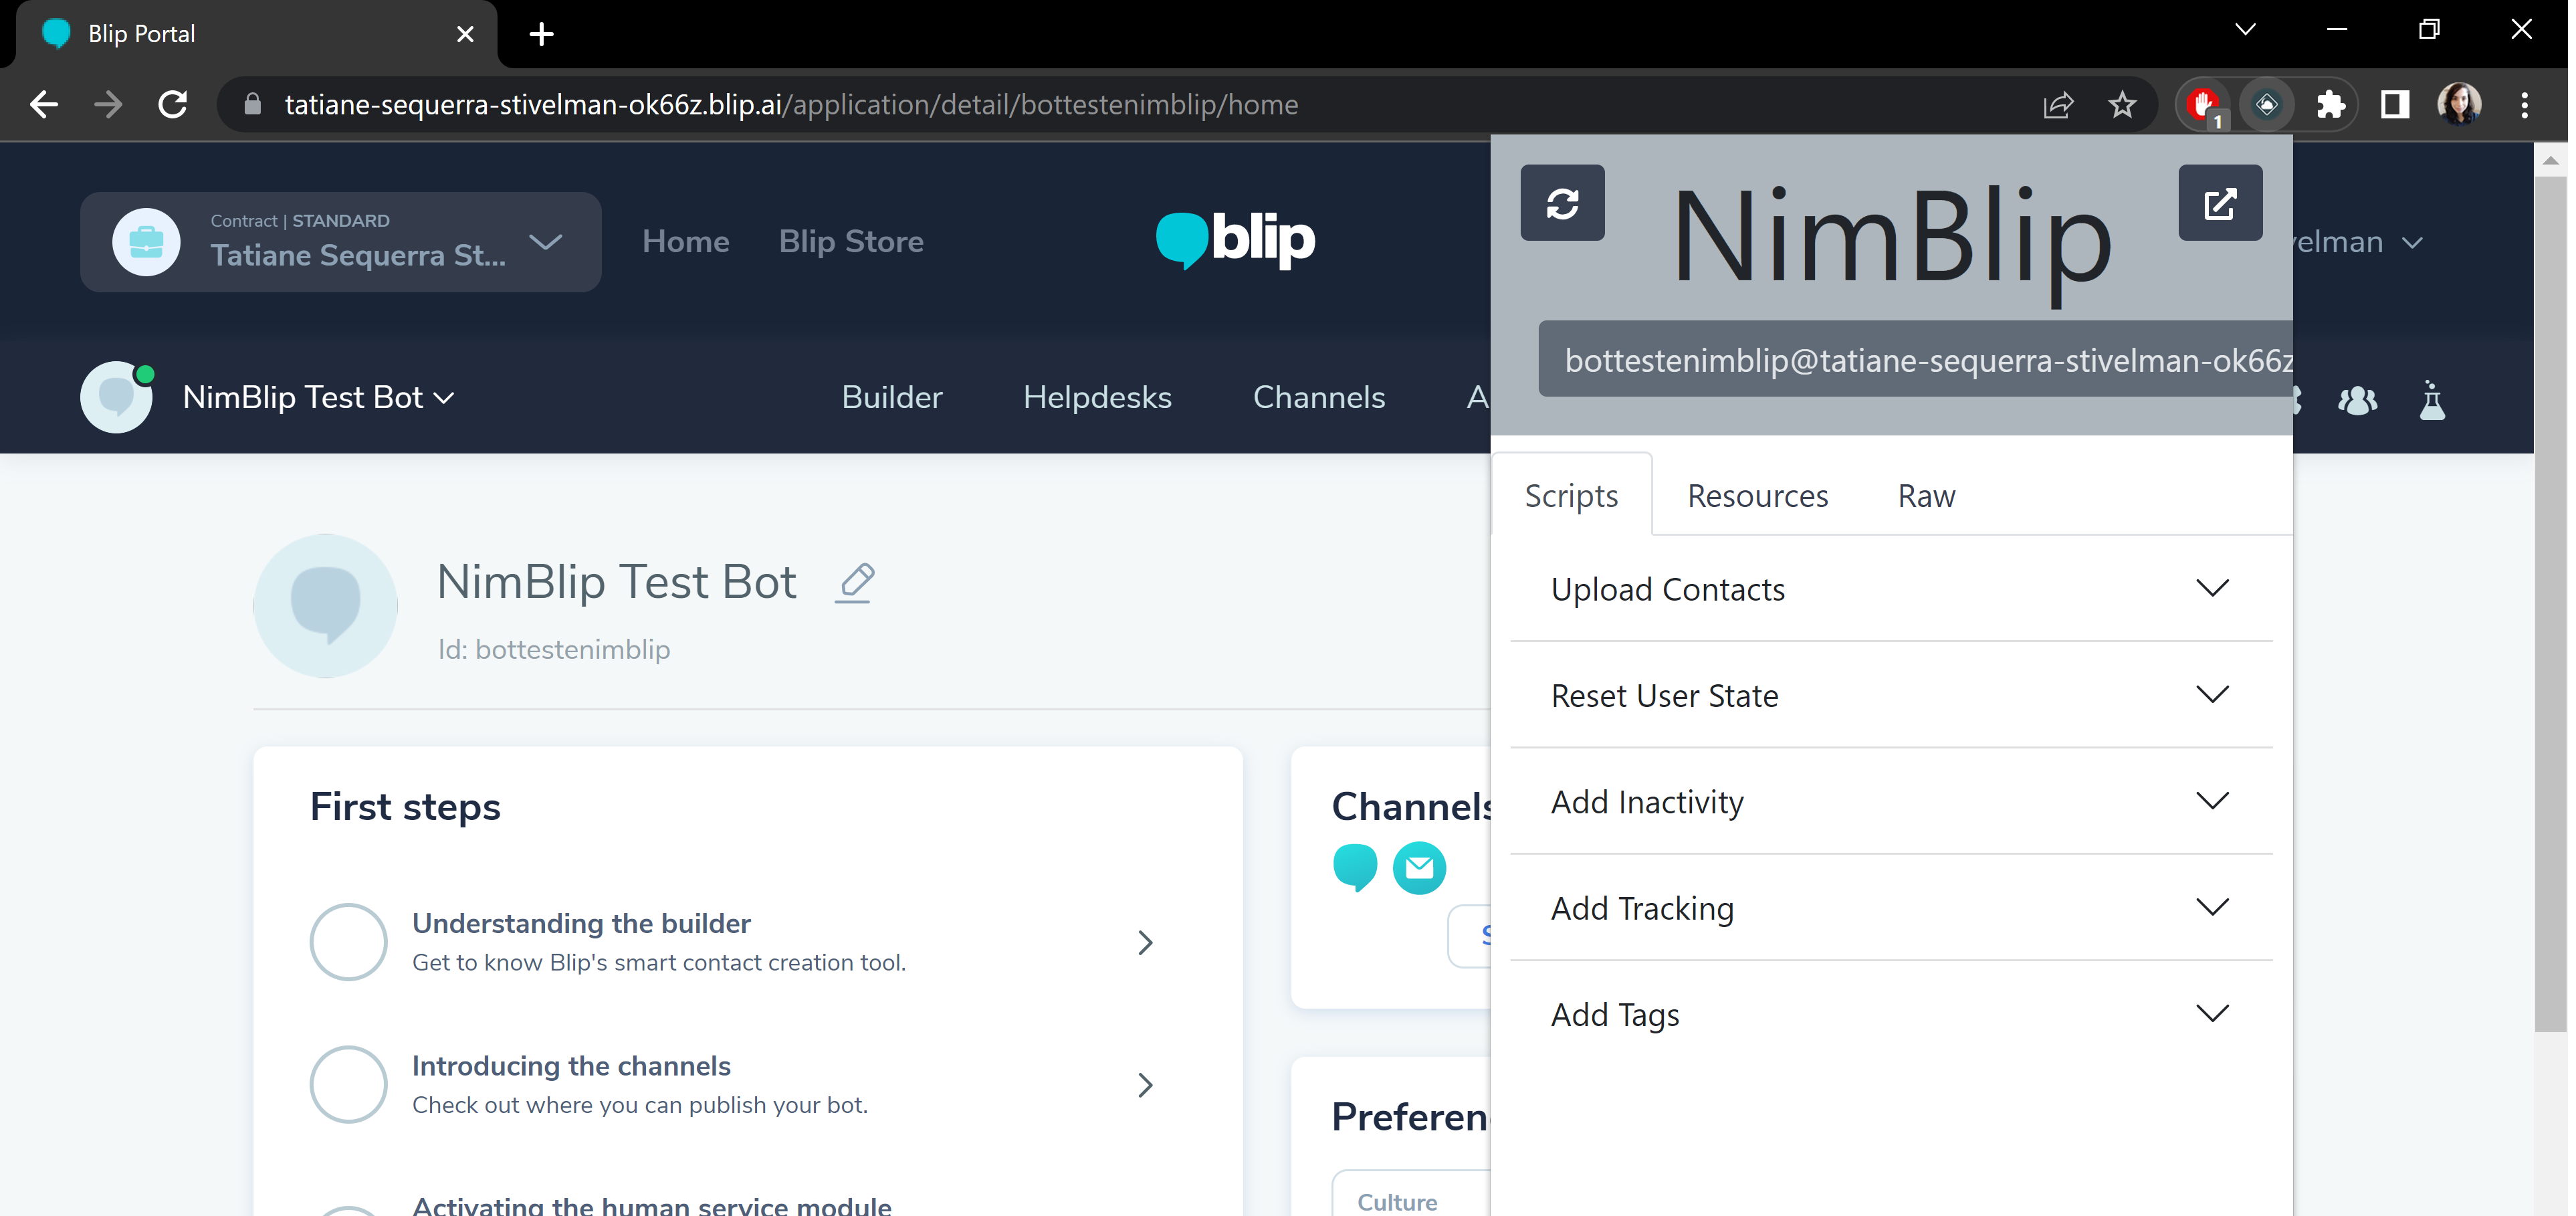 Blip Portal
tatiane-sequerra-stivelman-ok66z.blip.ai/application/detail/bottestenimblip/home
1
Contract | STANDARD
Tatiane Sequerra St...
Home
Blip Store
blip
velman
NimBlip Test Bot
Builder
Helpdesks
Channels
A
NimBlip
bottestenimblip@tatiane-sequerra-stivelman-ok66z
Scripts
Resources
Raw
Upload Contacts
Reset User State
Add Inactivity
Add Tracking
Add Tags
NimBlip Test Bot
Id: bottestenimblip
First steps
Understanding the builder
Get to know Blip's smart contact creation tool.
Introducing the channels
Check out where you can publish your bot.
Activating the human service module
Channels
S
Preferen
Culture